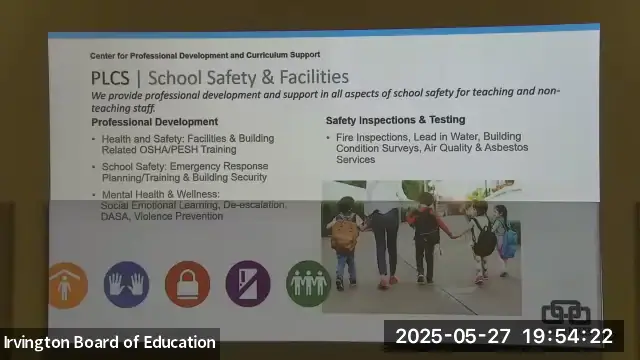 Center for Professional Development and Curriculum Support
PLCS | School Safety & Facilities
We provide professional development and support in all aspects of school safety for teaching and non-
teaching staff.
Professional Development
• Health and Safety: Facilities & Building
Related OSHA/PESH Training
• School Safety: Emergency Response
Planning/Training & Building Security
• Mental Health & Wellness:
Social Emotional Learning, De-escalation,
DASA, Violence Prevention
Safety Inspections & Testing
• Fire Inspections, Lead in Water, Building
Condition Surveys, Air Quality & Asbestos
Services
Irvington Board of Education
2025-05-27 19:54:22